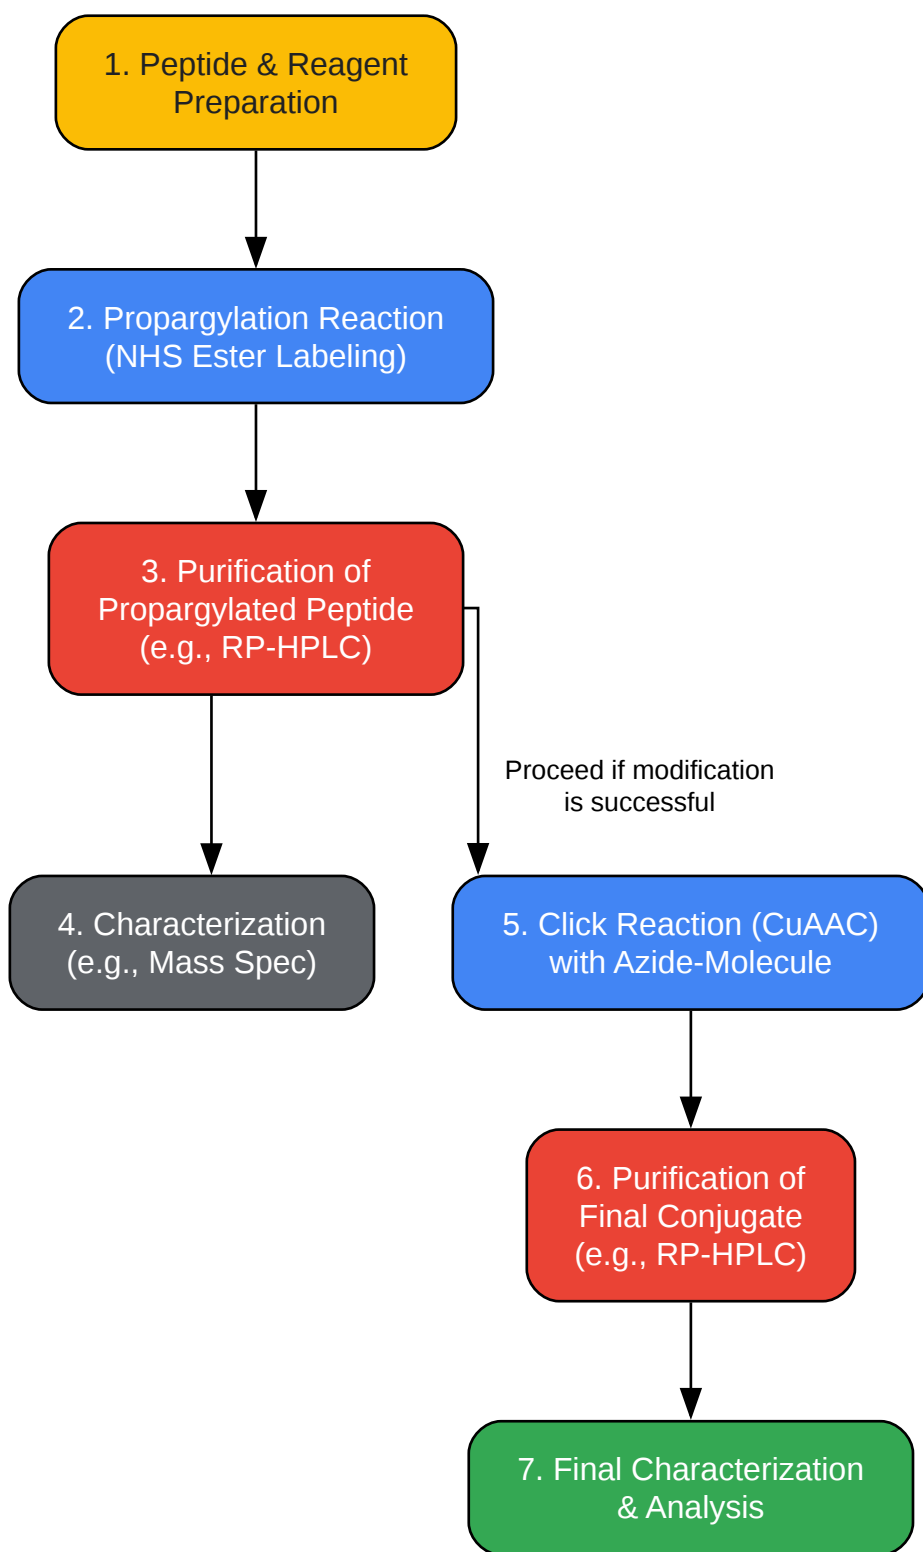 1. Peptide & Reagent
Preparation
2. Propargylation Reaction
(NHS Ester Labeling)
3. Purification of
Propargylated Peptide
(e.g., RP-HPLC)
Proceed if modification
is successful
4. Characterization
(e.g., Mass Spec)
5. Click Reaction (CuAAC)
with Azide-Molecule
6. Purification of
Final Conjugate
(e.g., RP-HPLC)
7. Final Characterization
& Analysis